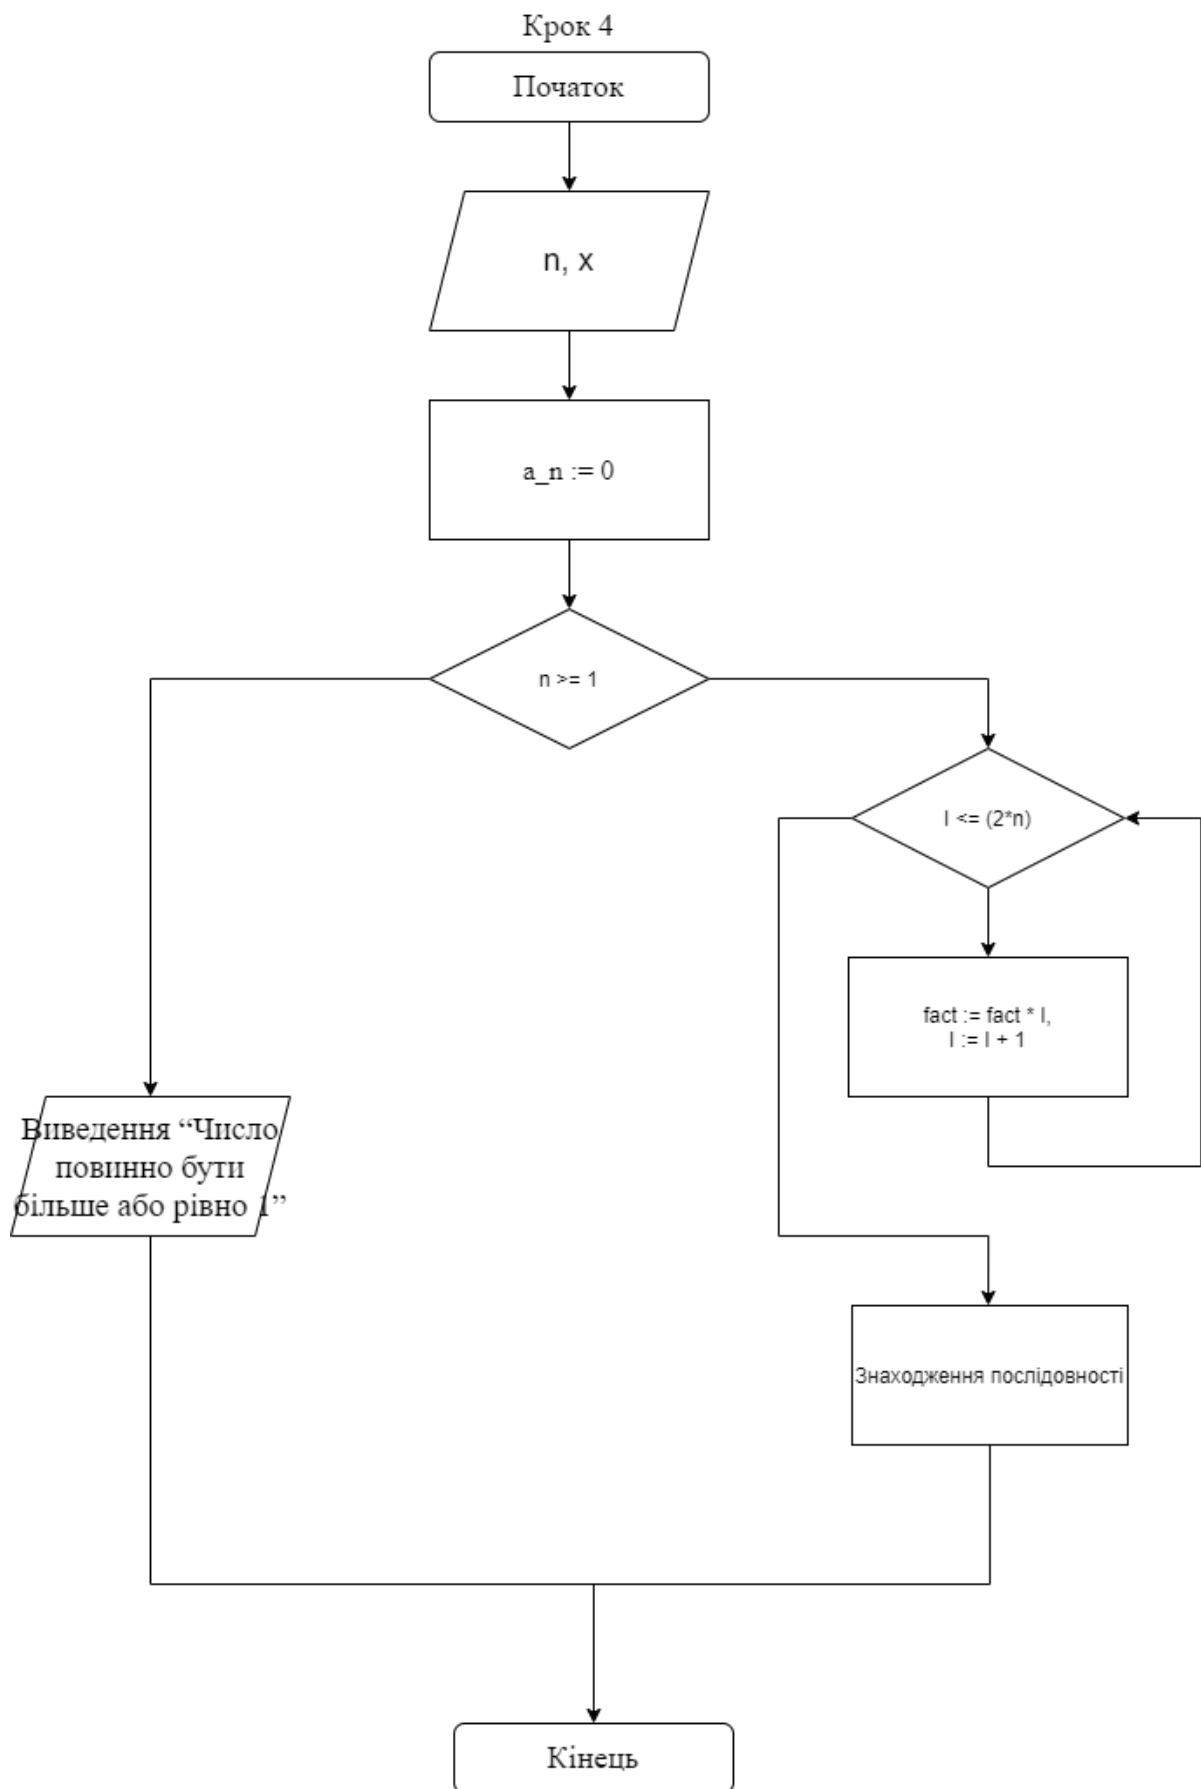 Крок 4
Початок
n, x
a_n := 0
n >= 1
I <= (2*n)
fact := fact * I,
I := I + 1
Виведення “Число
повинно бути
більше або рівно 1”
Знаходження послідовності
Кінець